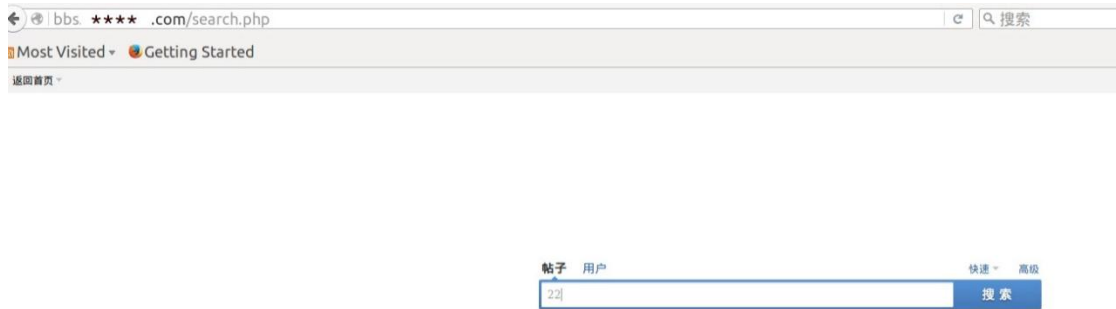 bbs. **** .com/search.php 搜索
Most Visited Getting Started
返回首页
帖子 用户 快速 高级
22 搜索